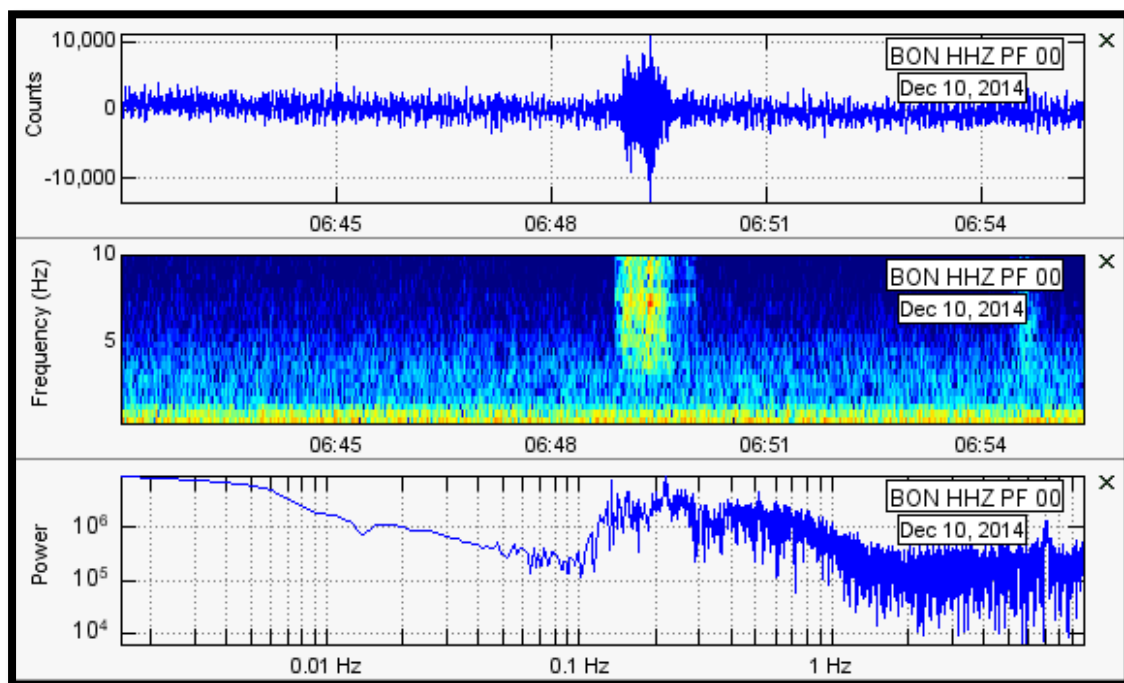 10,000
0
-10,000
Counts
BON HHZ PF 00
Dec 10, 2014
×
06:45
06:48
06:51
06:54
10
5
Frequency (Hz)
BON HHZ PF 00
Dec 10, 2014
×
06:45
06:48
06:51
06:54
10⁶
10⁵
10⁴
Power
BON HHZ PF 00
Dec 10, 2014
×
0.01 Hz
0.1 Hz
1 Hz